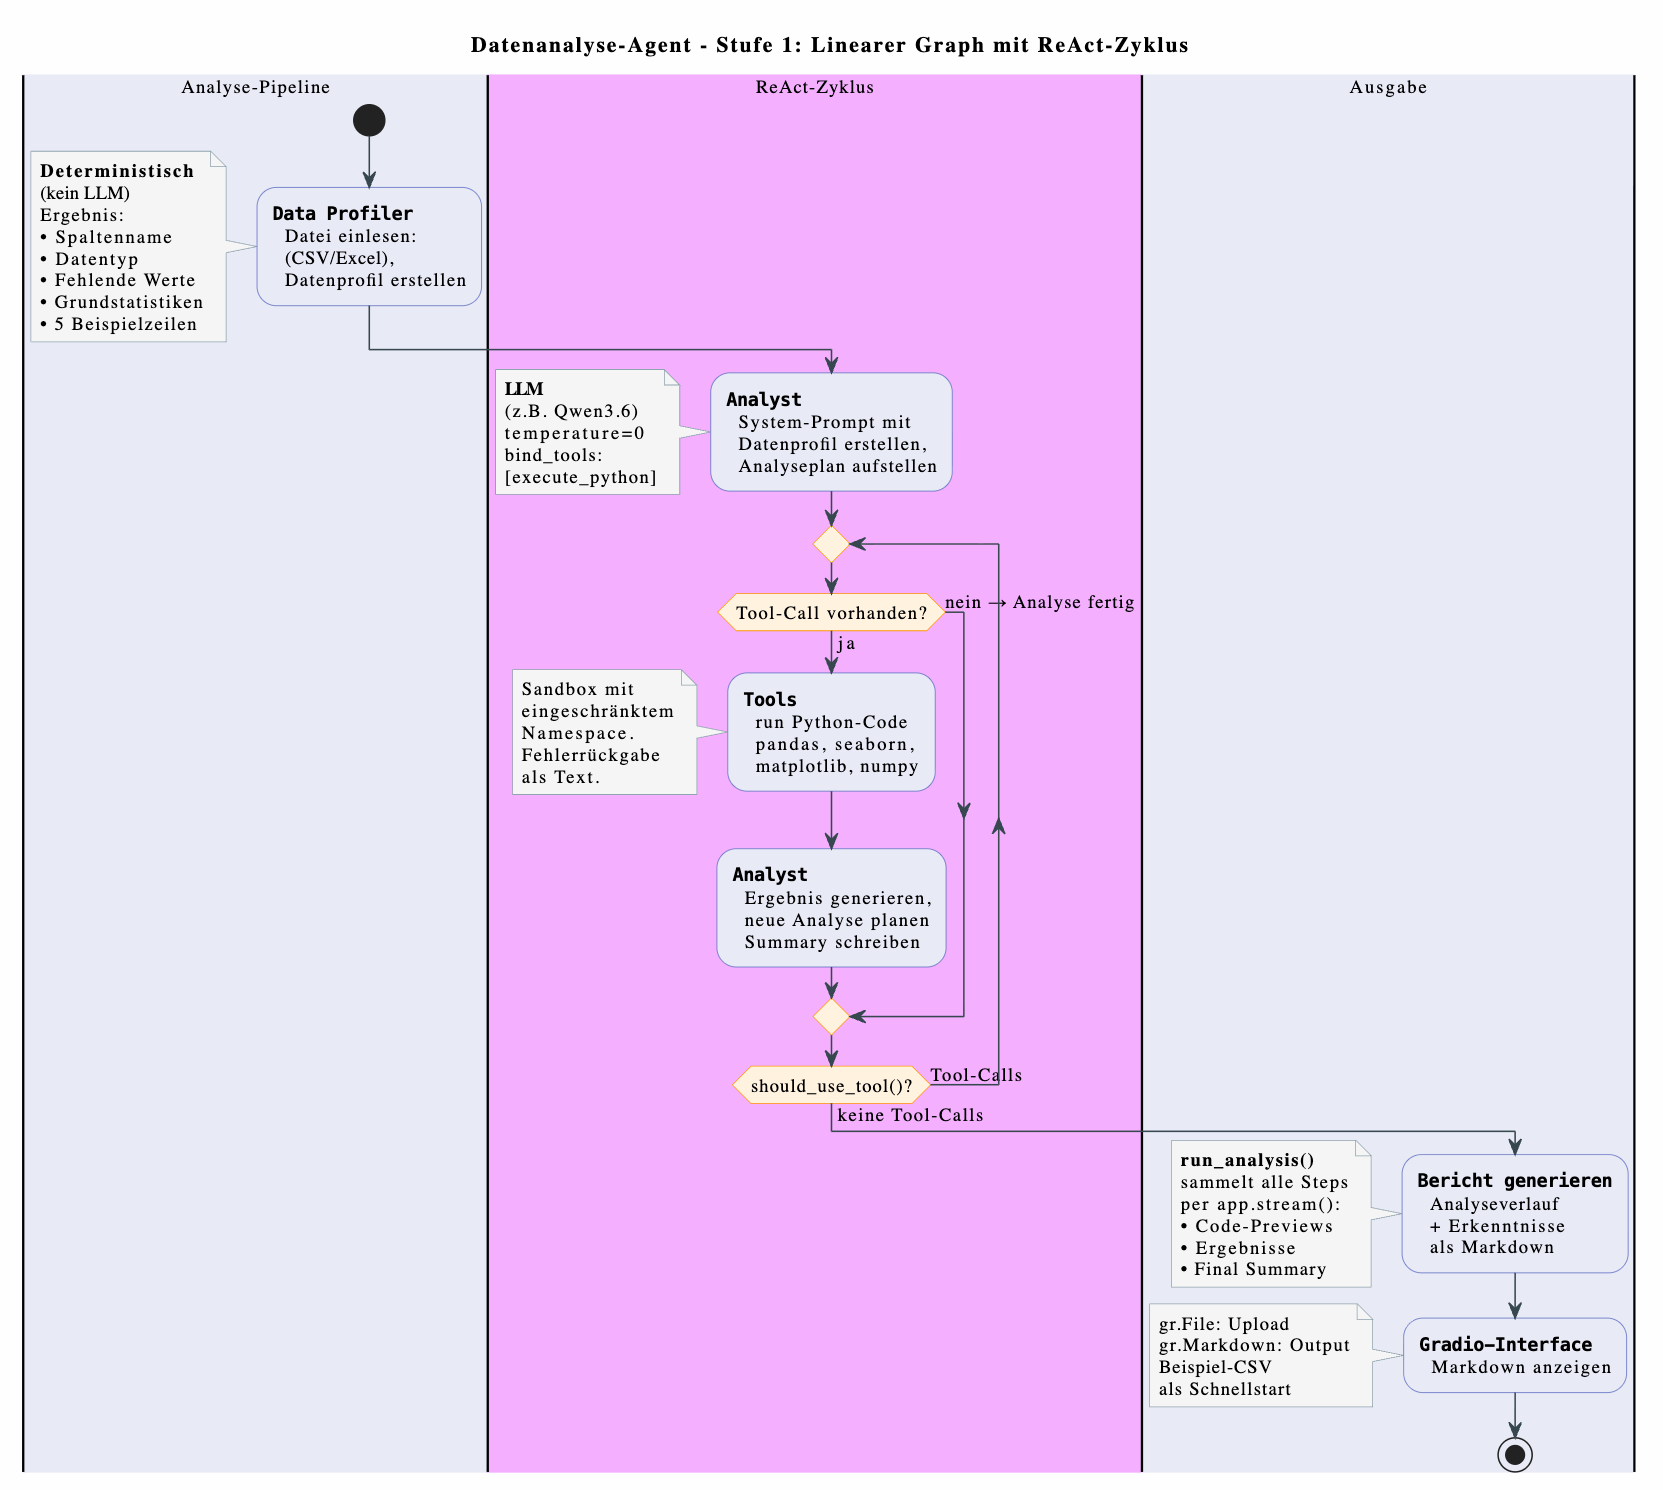 Datenanalyse-Agent - Stufe 1: Linearer Graph mit ReAct-Zyklus
Analyse-Pipeline
ReAct-Zyklus
Ausgabe
Deterministisch
(kein LLM)
Ergebnis:
• Spaltenname
• Datentyp
• Fehlende Werte
• Grundstatistiken
• 5 Beispielzeilen
Data Profiler
Datei einlesen:
(CSV/Excel),
Datenprofil erstellen
LLM
(z.B. Qwen3.6)
temperature=0
bind_tools:
[execute_python]
Analyst
System-Prompt mit
Datenprofil erstellen,
Analyseplan aufstellen
Tool-Call vorhanden?
nein → Analyse fertig
ja
Sandbox mit
eingeschränktem
Namespace.
Fehlerrückgabe
als Text.
Tools
run Python-Code
pandas, seaborn,
matplotlib, numpy
Analyst
Ergebnis generieren,
neue Analyse planen
Summary schreiben
should_use_tool()?
Tool-Calls
keine Tool-Calls
run_analysis()
sammelt alle Steps
per app.stream():
• Code-Previews
• Ergebnisse
• Final Summary
Bericht generieren
Analyseverlauf
+ Erkenntnisse
als Markdown
gr.File: Upload
gr.Markdown: Output
Beispiel-CSV
als Schnellstart
Gradio-Interface
Markdown anzeigen